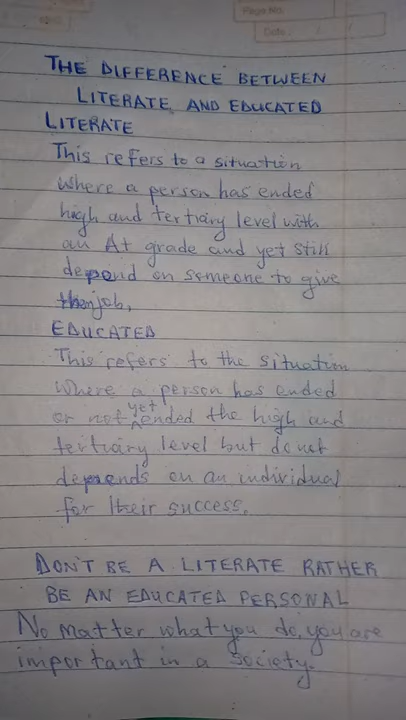 Page No.
Date: / /
THE DIFFERENCE BETWEEN
LITERATE AND EDUCATED
LITERATE
This refers to a situation
where a person has ended
high and tertiary level with
an A+ grade and yet still
depend on someone to give
them job,
EDUCATED
This refers to the situation
where a person has ended
or not yet ended the high and
tertiary level but do not
depends on an individual
for their success.
DON'T BE A LITERATE RATHER
BE AN EDUCATED PERSONAL
No matter what you do, you are
important in a society.